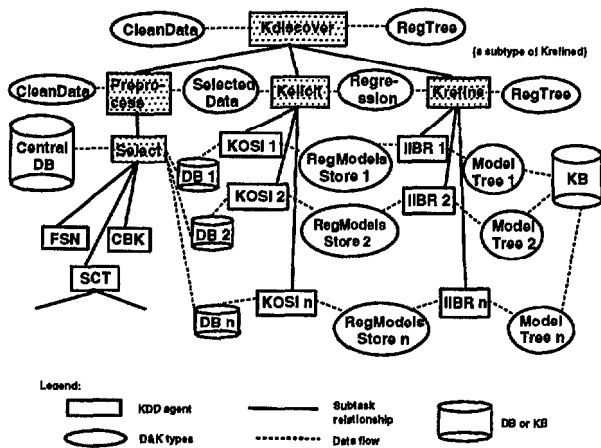 CleanData
Kdiscover
RegTree
(a subtype of Krefined)
CleanData
Prepro-
cess
Selected
Data
Kelicit
Regre-
ssion
Krefine
RegTree
Central
DB
Select
DB 1
KOSI 1
RegModels
Store 1
IIBR 1
Model
Tree 1
KB
DB 2
KOSI 2
RegModels
Store 2
IIBR 2
Model
Tree 2
FSN
CBK
SCT
DB n
KOSI n
RegModels
Store n
IIBR n
Model
Tree n
Legend:
KDD agent
Subtask
relationship
DB or KB
D&K types
Data flow